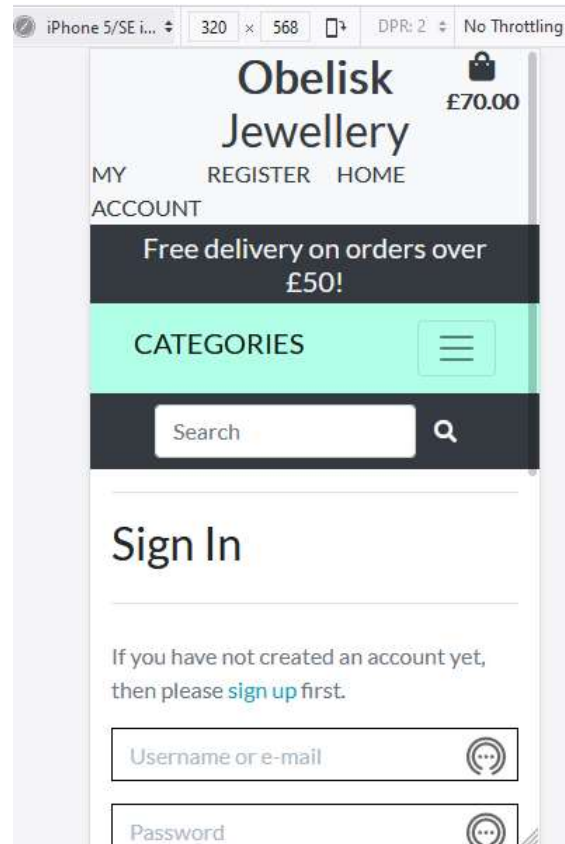 iPhone 5/SE i... 320 × 568 DPR: 2 No Throttling
Obelisk
Jewellery
£70.00
MY ACCOUNT
REGISTER
HOME
Free delivery on orders over
£50!
CATEGORIES
Search
Sign In
If you have not created an account yet,
then please sign up first.
Username or e-mail
Password